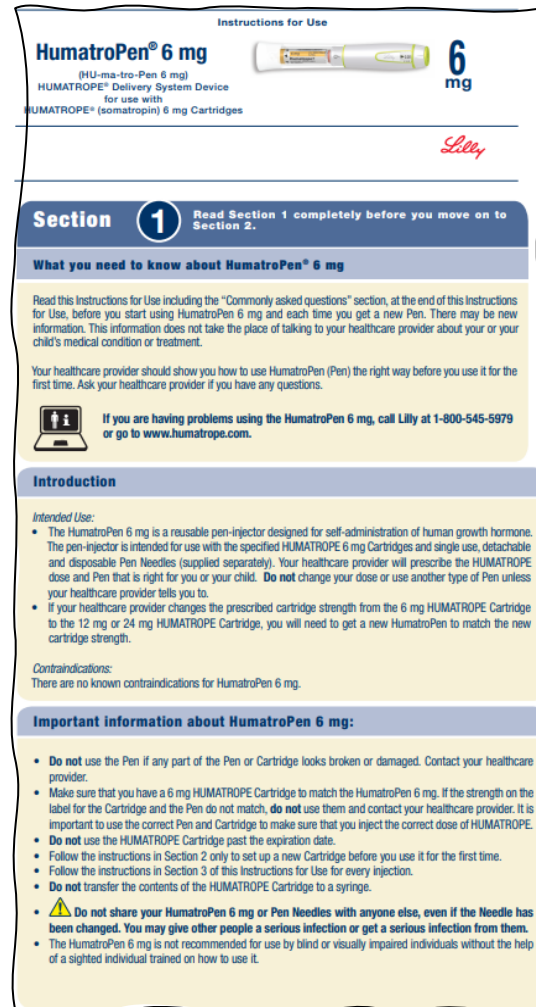 Instructions for Use
HumatroPen® 6 mg
(HU-ma-tro-Pen 6 mg)
HUMATROPE® Delivery System Device
for use with
HUMATROPE® (somatropin) 6 mg Cartridges
6
mg
Lilly
Section 1 Read Section 1 completely before you move on to
Section 2.
What you need to know about HumatroPen® 6 mg
Read this Instructions for Use including the “Commonly asked questions” section, at the end of this Instructions
for Use, before you start using HumatroPen 6 mg and each time you get a new Pen. There may be new
information. This information does not take the place of talking to your healthcare provider about your or your
child’s medical condition or treatment.
Your healthcare provider should show you how to use HumatroPen (Pen) the right way before you use it for the
first time. Ask your healthcare provider if you have any questions.
If you are having problems using the HumatroPen 6 mg, call Lilly at 1-800-545-5979
or go to www.humatrope.com.
Introduction
Intended Use:
• The HumatroPen 6 mg is a reusable pen-injector designed for self-administration of human growth hormone.
The pen-injector is intended for use with the specified HUMATROPE 6 mg Cartridges and single use, detachable
and disposable Pen Needles (supplied separately). Your healthcare provider will prescribe the HUMATROPE
dose and Pen that is right for you or your child. Do not change your dose or use another type of Pen unless
your healthcare provider tells you to.
• If your healthcare provider changes the prescribed cartridge strength from the 6 mg HUMATROPE Cartridge
to the 12 mg or 24 mg HUMATROPE Cartridge, you will need to get a new HumatroPen to match the new
cartridge strength.
Contraindications:
There are no known contraindications for HumatroPen 6 mg.
Important information about HumatroPen 6 mg:
• Do not use the Pen if any part of the Pen or Cartridge looks broken or damaged. Contact your healthcare
provider.
• Make sure that you have a 6 mg HUMATROPE Cartridge to match the HumatroPen 6 mg. If the strength on the
label for the Cartridge and the Pen do not match, do not use them and contact your healthcare provider. It is
important to use the correct Pen and Cartridge to make sure that you inject the correct dose of HUMATROPE.
• Do not use the HUMATROPE Cartridge past the expiration date.
• Follow the instructions in Section 2 only to set up a new Cartridge before you use it for the first time.
• Follow the instructions in Section 3 of this Instructions for Use for every injection.
• Do not transfer the contents of the HUMATROPE Cartridge to a syringe.
• Do not share your HumatroPen 6 mg or Pen Needles with anyone else, even if the Needle has
been changed. You may give other people a serious infection or get a serious infection from them.
• The HumatroPen 6 mg is not recommended for use by blind or visually impaired individuals without the help
of a sighted individual trained on how to use it.